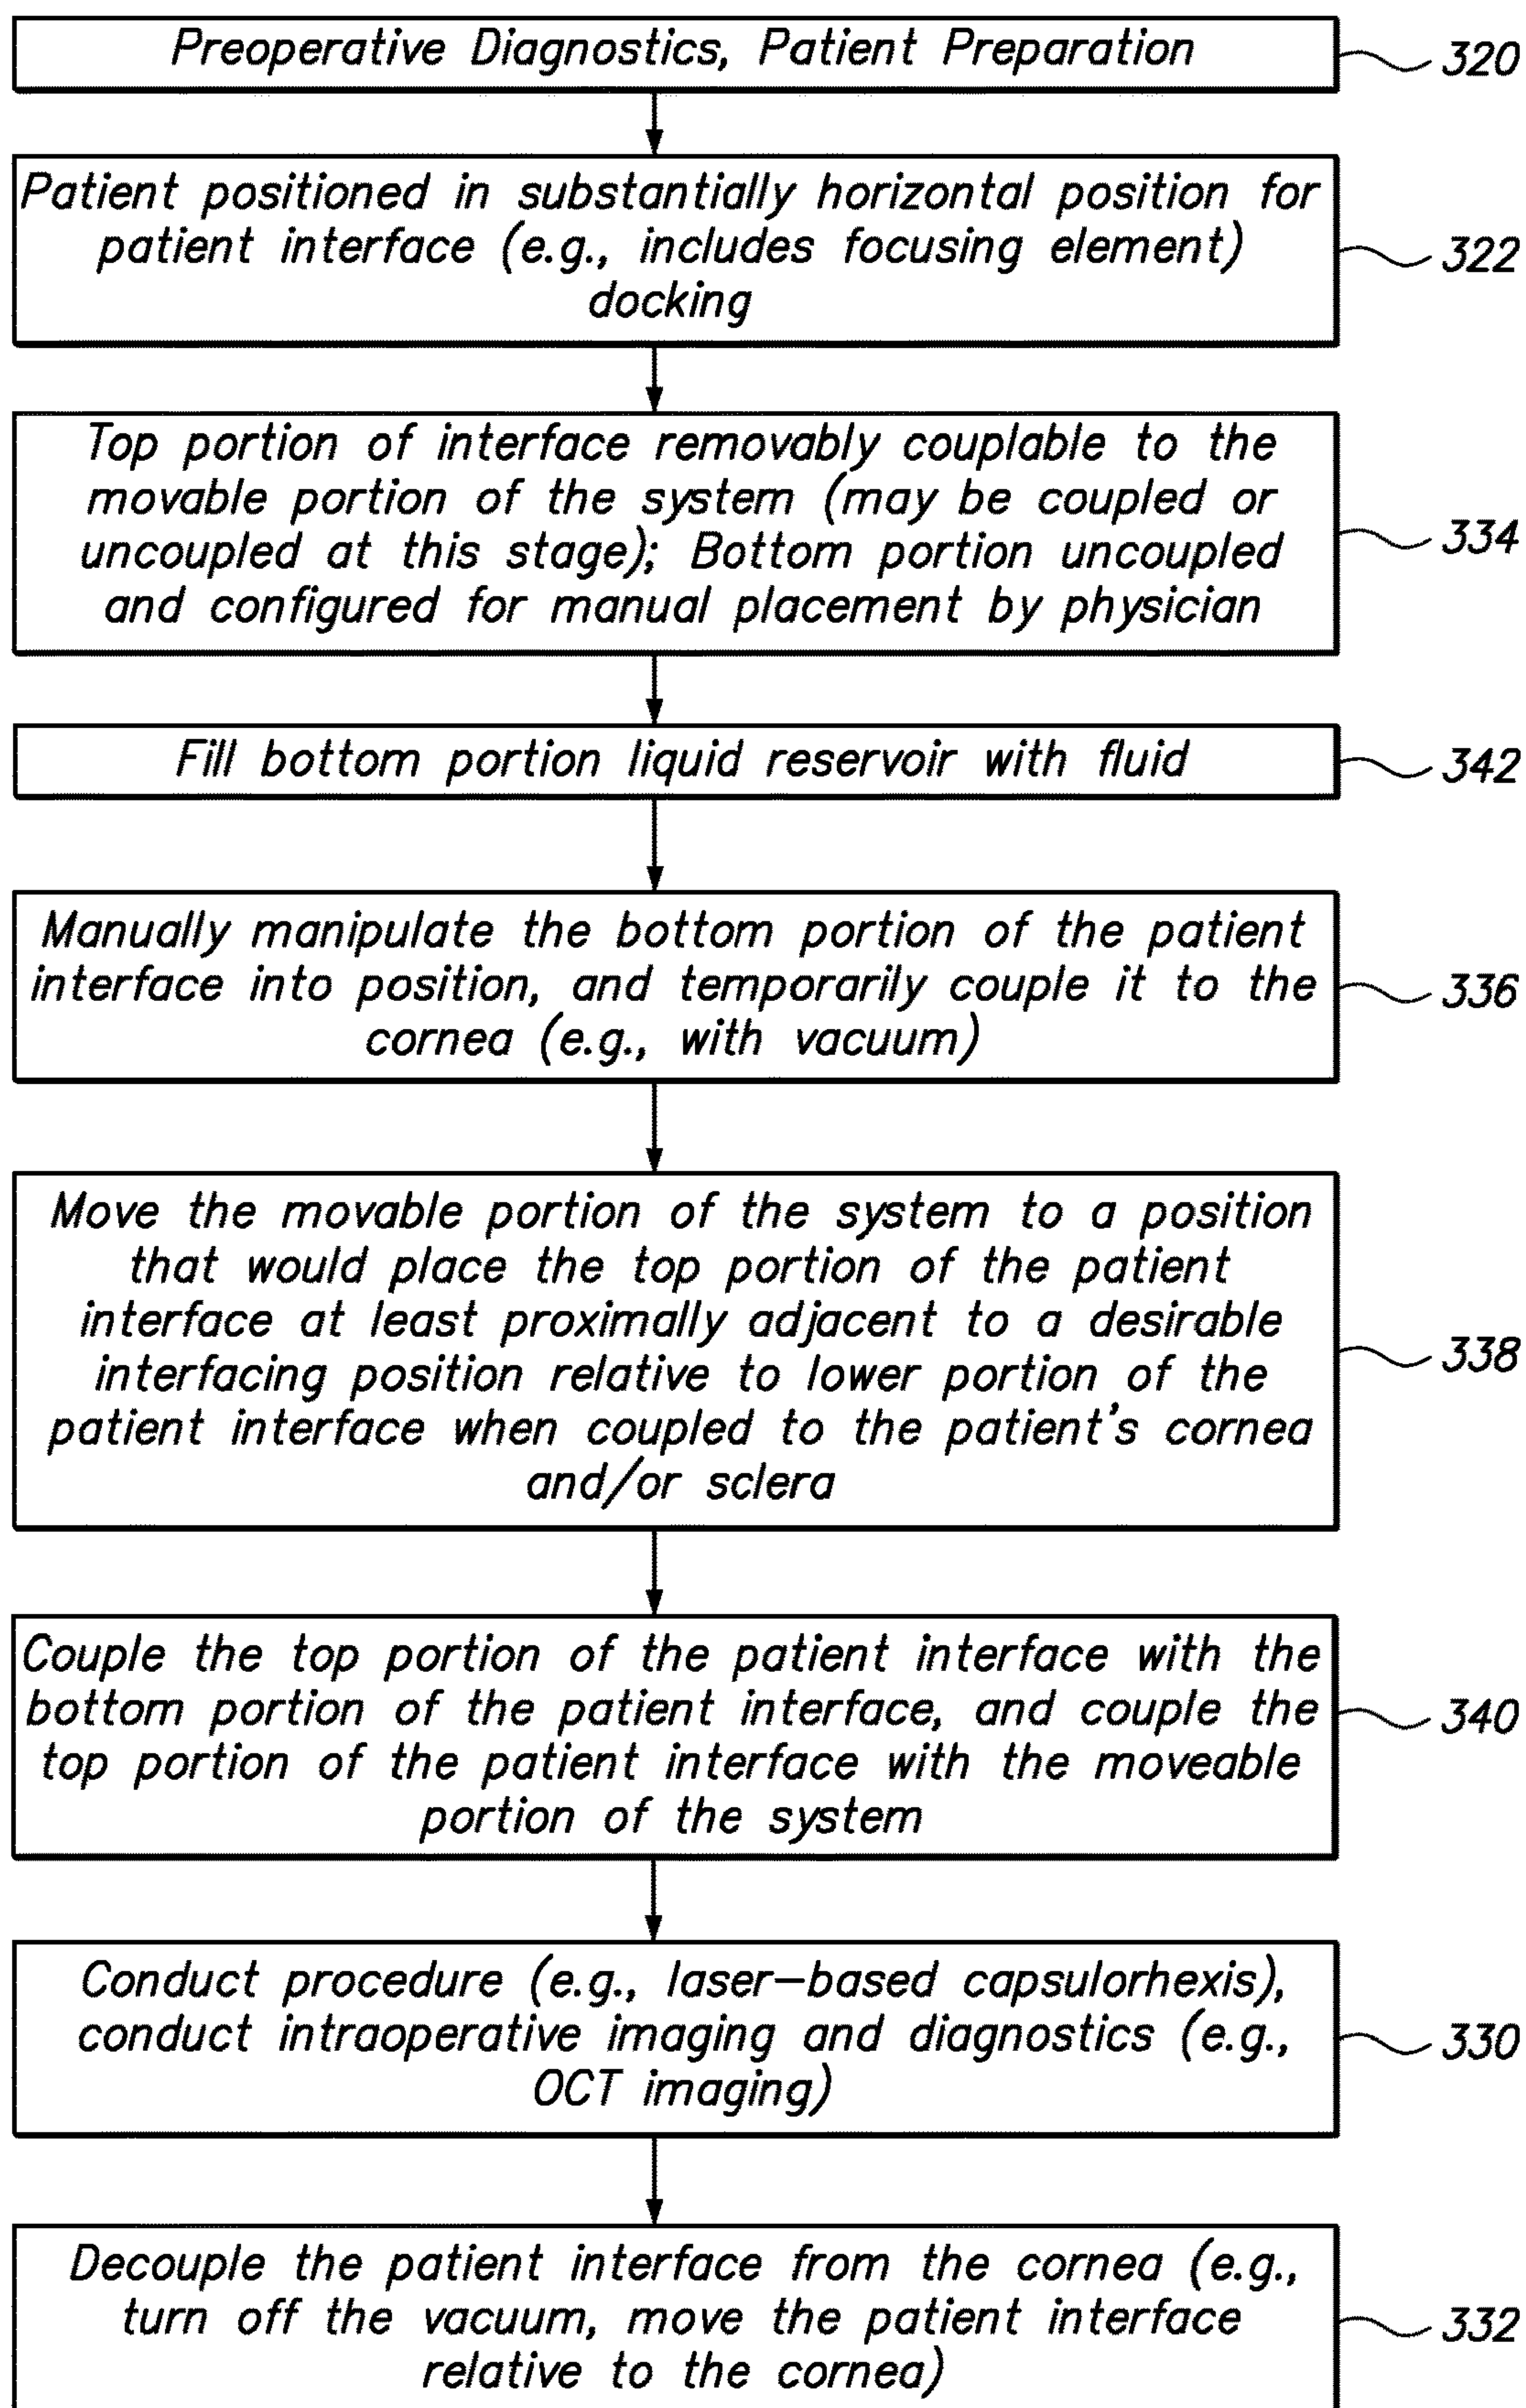 Preoperative Diagnostics, Patient Preparation
320
Patient positioned in substantially horizontal position for
patient interface (e.g., includes focusing element)
docking
322
Top portion of interface removably couplable to the
movable portion of the system (may be coupled or
uncoupled at this stage); Bottom portion uncoupled
and configured for manual placement by physician
334
Fill bottom portion liquid reservoir with fluid
342
Manually manipulate the bottom portion of the patient
interface into position, and temporarily couple it to the
cornea (e.g., with vacuum)
336
Move the movable portion of the system to a position
that would place the top portion of the patient
interface at least proximally adjacent to a desirable
interfacing position relative to lower portion of the
patient interface when coupled to the patient's cornea
and/or sclera
338
Couple the top portion of the patient interface with the
bottom portion of the patient interface, and couple the
top portion of the patient interface with the moveable
portion of the system
340
Conduct procedure (e.g., laser-based capsulorhexis),
conduct intraoperative imaging and diagnostics (e.g.,
OCT imaging)
330
Decouple the patient interface from the cornea (e.g.,
turn off the vacuum, move the patient interface
relative to the cornea)
332